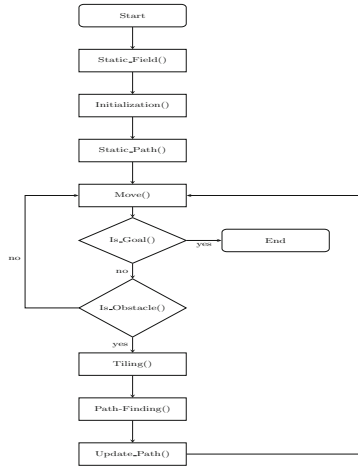 Start
Static_Field()
Initialization()
Static_Path()
Move()
Is_Goal()
yes
End
no
no
Is_Obstacle()
yes
Tiling()
Path-Finding()
Update_Path()